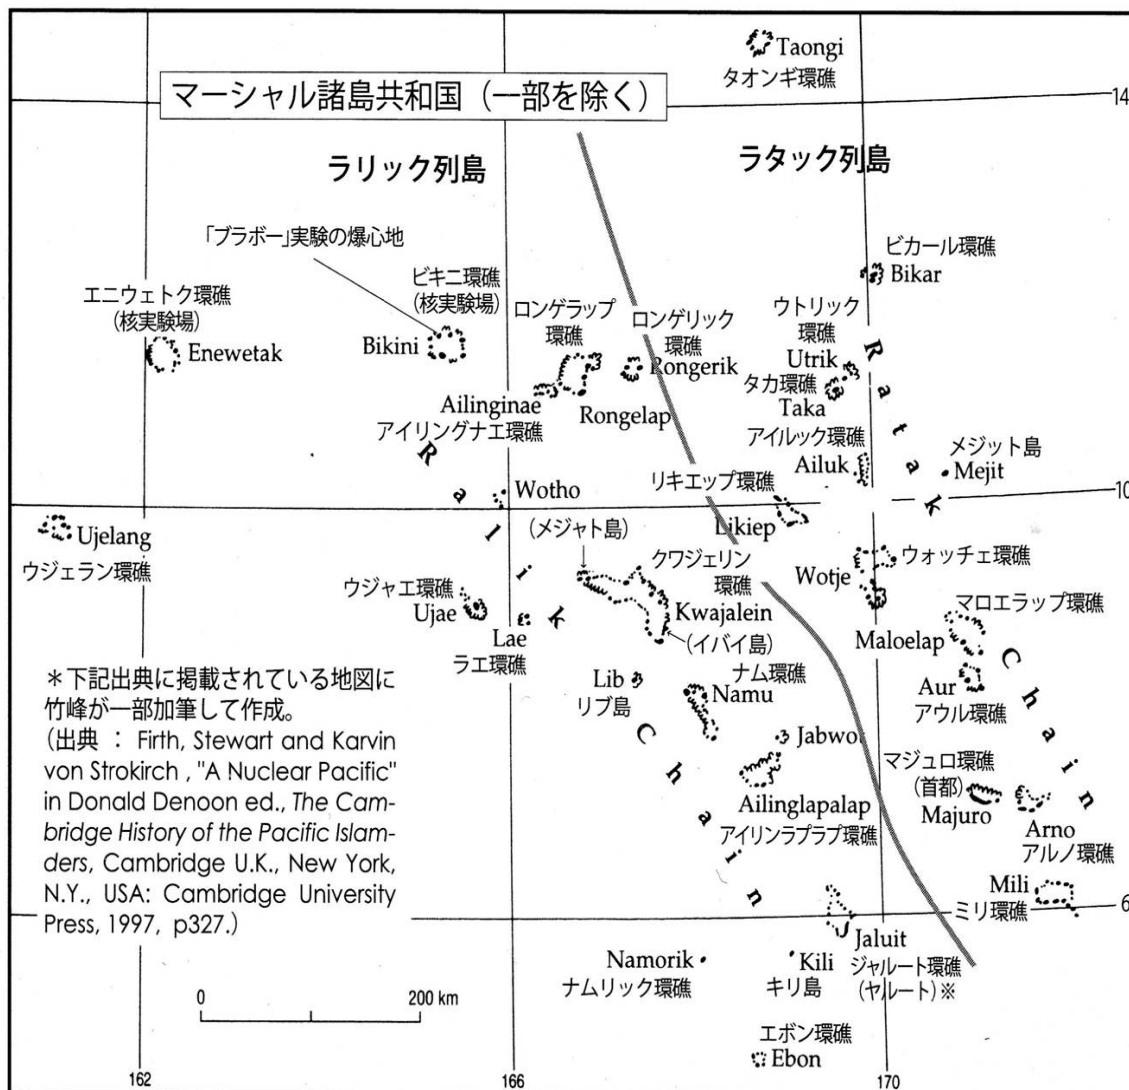 Taongi
タオンギ環礁
マーシャル諸島共和国（一部を除く）
14
ラリック列島
ラタック列島
「ブラボー」実験の爆心地
ビキニ環礁
(核実験場)
Bikini
エニウェトク環礁
(核実験場)
Enewetak
ロンゲラップ
環礁
Rongelap
ロンゲリック
環礁
Rongerik
ビカール環礁
Bikar
ウトリック
環礁
Utrik
タカ環礁
Taka
Ailinginae
アイリングナエ環礁
アイルック環礁
Ailuk
メジット島
Mejit
Ratak
Ralik
Wotho
リキエップ環礁
Likiep
10
Ujelang
ウジェラン環礁
(メジャト島)
クワジェリン
環礁
Kwajalein
(イバイ島)
ウォッチェ環礁
Wotje
ウジャエ環礁
Ujae
Lae
ラエ環礁
マロエラップ環礁
Maloelap
Lib
リブ島
ナム環礁
Namu
Aur
アウル環礁
Chain
Chain
Jabwot
Ailinglapalap
アイリンラプラプ環礁
マジュロ環礁
(首都)
Majuro
Arno
アルノ環礁
Mili
ミリ環礁
6
＊下記出典に掲載されている地図に
竹峰が一部加筆して作成。
(出典 ： Firth, Stewart and Karvin
von Strokirch , "A Nuclear Pacific"
in Donald Denoon ed., The Cam-
bridge History of the Pacific Islam-
ders, Cambridge U.K., New York,
N.Y., USA: Cambridge University
Press, 1997, p327.)
Jaluit
ジャルート環礁
(ヤルート)※
Namorik
ナムリック環礁
Kili
キリ島
0
200 km
エボン環礁
Ebon
162
166
170